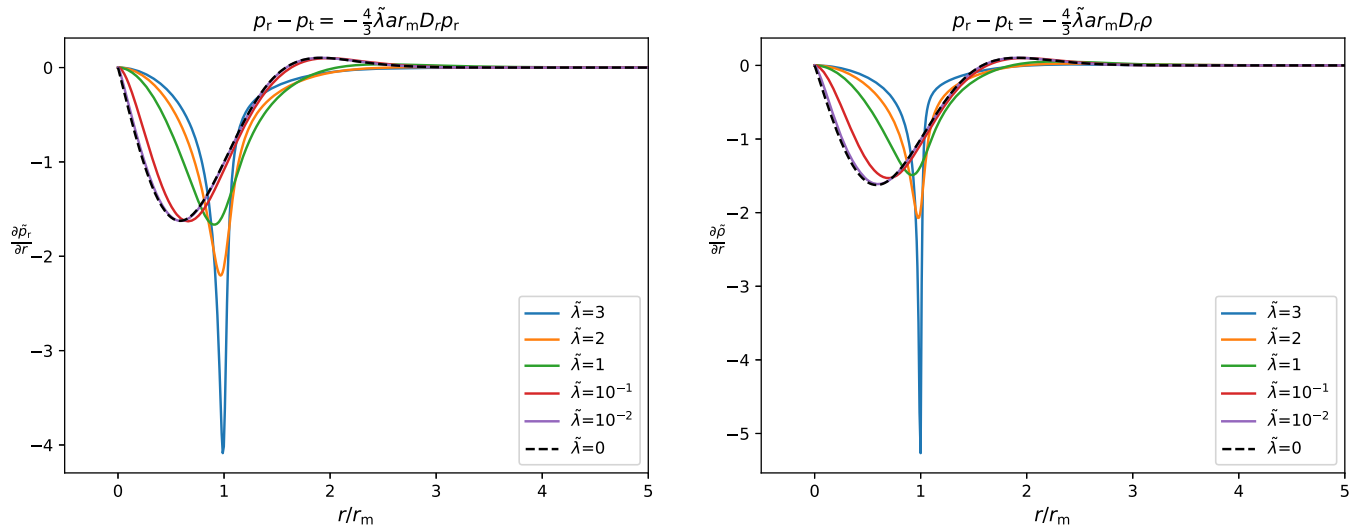 p_r − p_t = −4/3 λ̃ a r_m D_r p_r
0
−1
−2
−3
−4
∂p̃_r/∂r
λ̃=3
λ̃=2
λ̃=1
λ̃=10⁻¹
λ̃=10⁻²
λ̃=0
0 1 2 3 4 5
r/r_m
p_r − p_t = −4/3 λ̃ a r_m D_r ρ
0
−1
−2
−3
−4
−5
∂ρ̃/∂r
λ̃=3
λ̃=2
λ̃=1
λ̃=10⁻¹
λ̃=10⁻²
λ̃=0
0 1 2 3 4 5
r/r_m